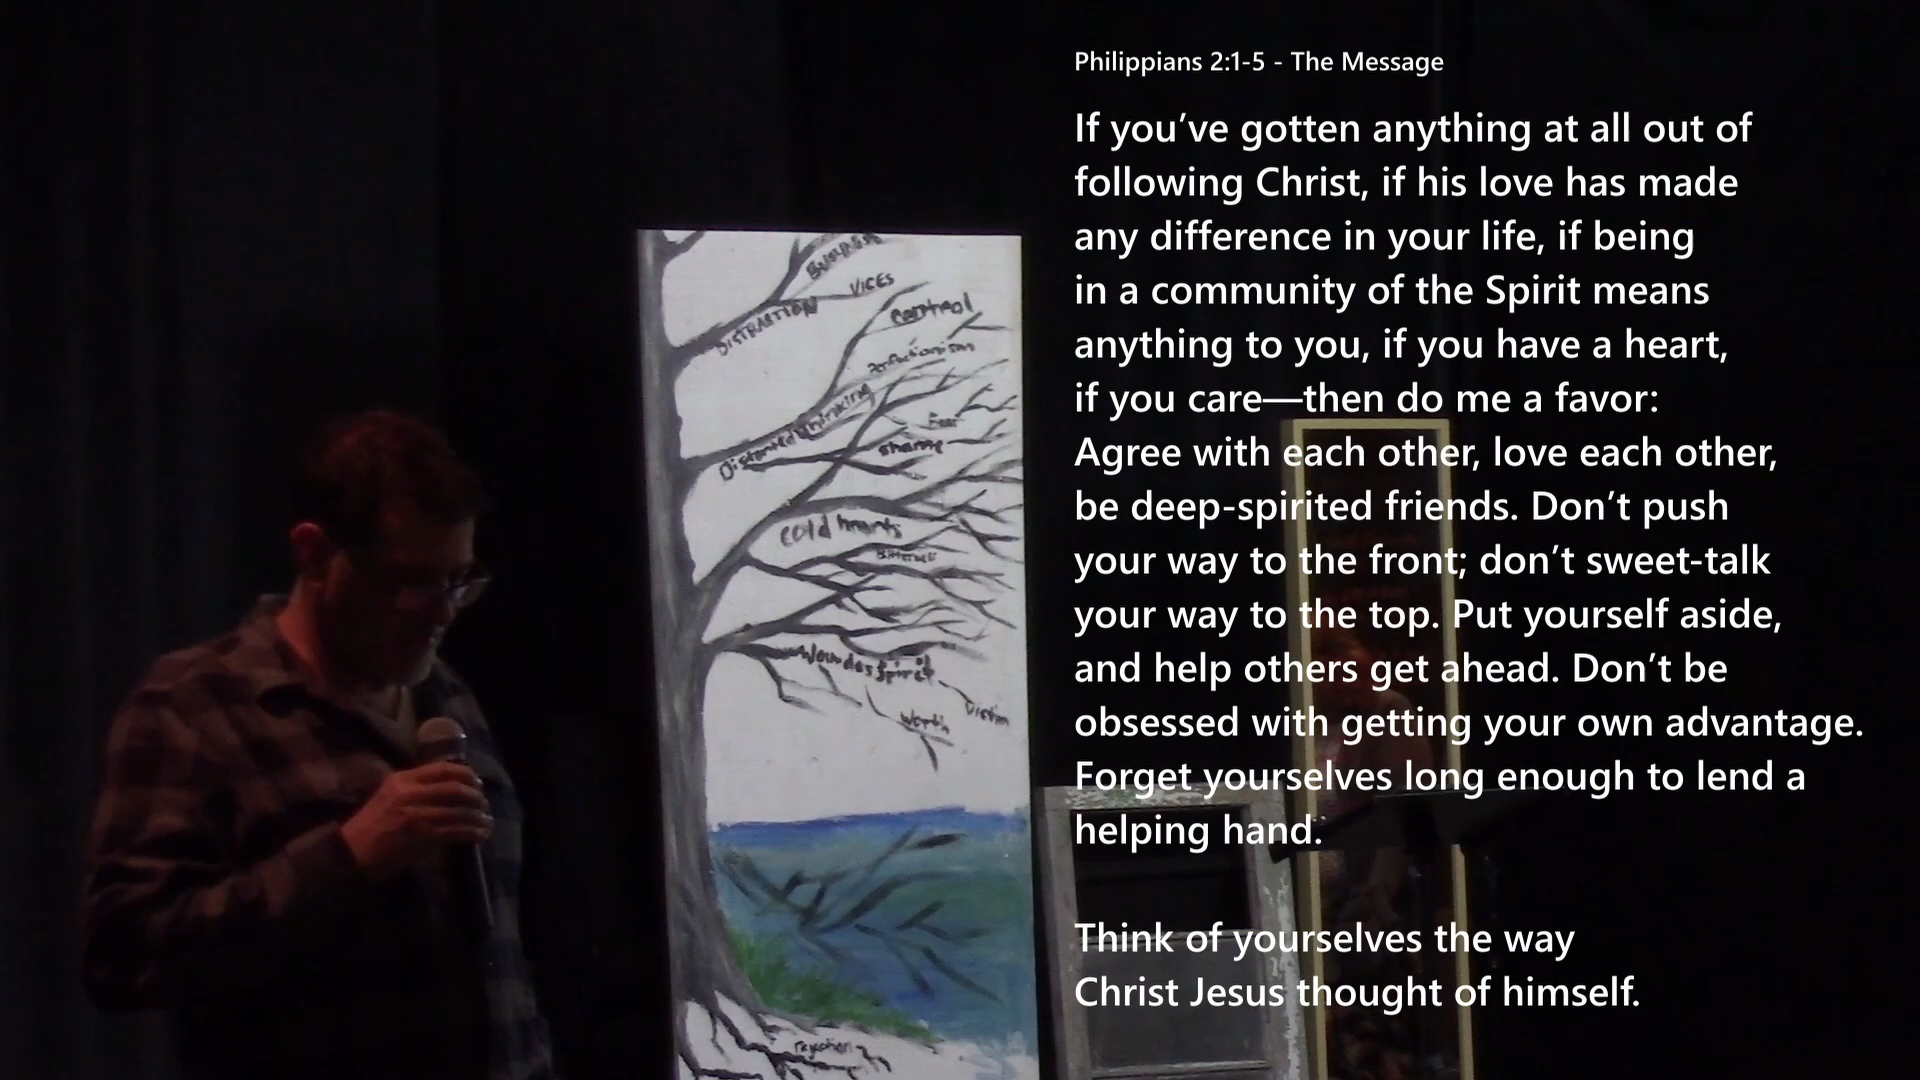 Philippians 2:1-5 - The Message
If you’ve gotten anything at all out of
following Christ, if his love has made
any difference in your life, if being
in a community of the Spirit means
anything to you, if you have a heart,
if you care—then do me a favor:
Agree with each other, love each other,
be deep-spirited friends. Don’t push
your way to the front; don’t sweet-talk
your way to the top. Put yourself aside,
and help others get ahead. Don’t be
obsessed with getting your own advantage.
Forget yourselves long enough to lend a
helping hand.
Think of yourselves the way
Christ Jesus thought of himself.
VICES
DISTRACTION
control
Perfectionism
Distorted thinking
Fear
shame
cold hearts
Bitterness
Victim
rejection